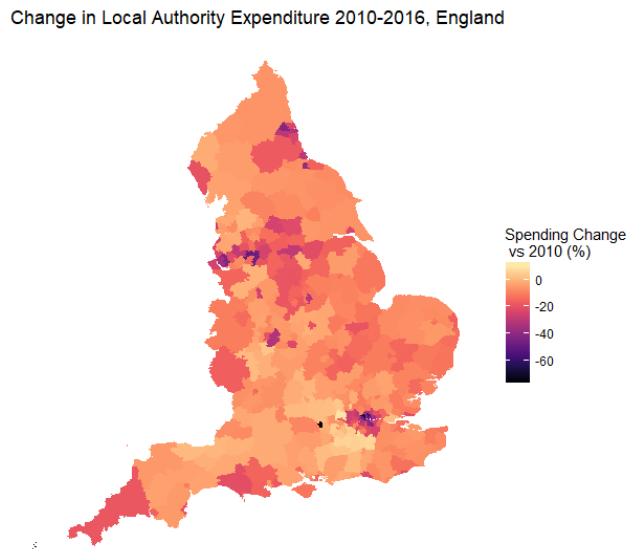 Change in Local Authority Expenditure 2010-2016, England
Spending Change
vs 2010 (%)
0
-20
-40
-60